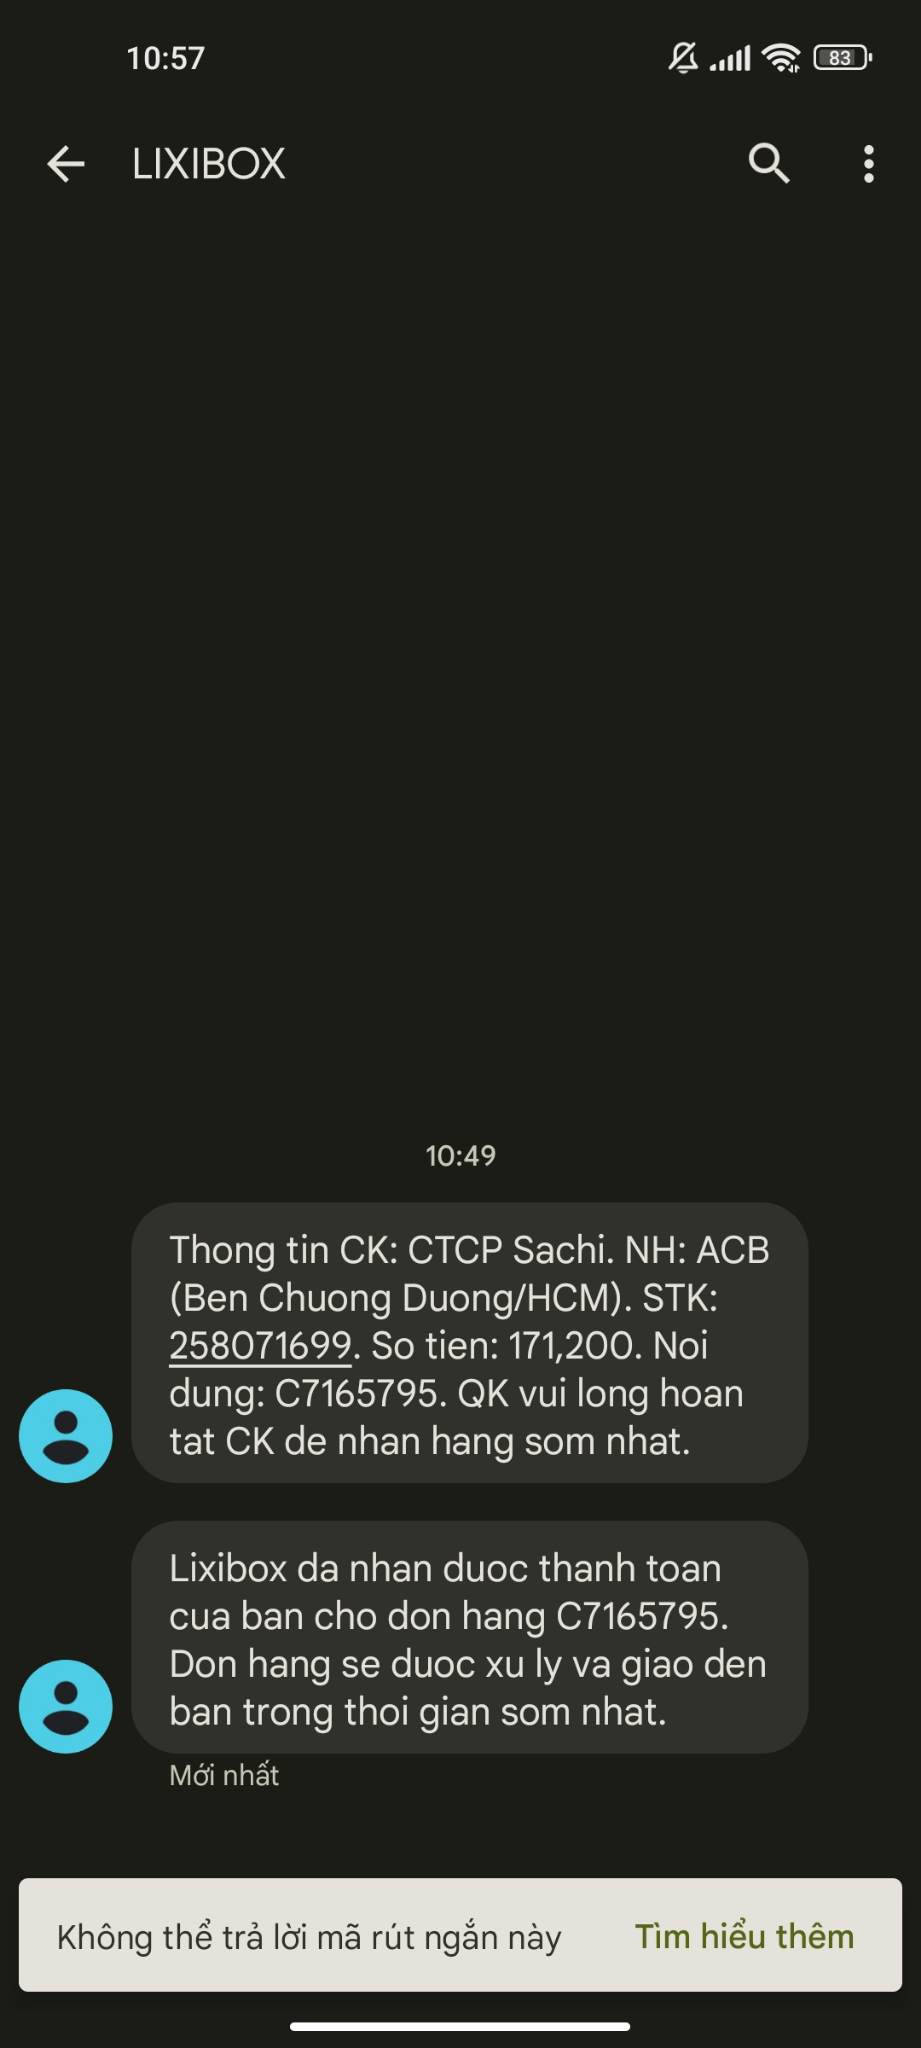 10:57
83
LIXIBOX
10:49
Thong tin CK: CTCP Sachi. NH: ACB
(Ben Chuong Duong/HCM). STK:
258071699. So tien: 171,200. Noi
dung: C7165795. QK vui long hoan
tat CK de nhan hang som nhat.
Lixibox da nhan duoc thanh toan
cua ban cho don hang C7165795.
Don hang se duoc xu ly va giao den
ban trong thoi gian som nhat.
Mới nhất
Không thể trả lời mã rút ngắn này
Tìm hiểu thêm